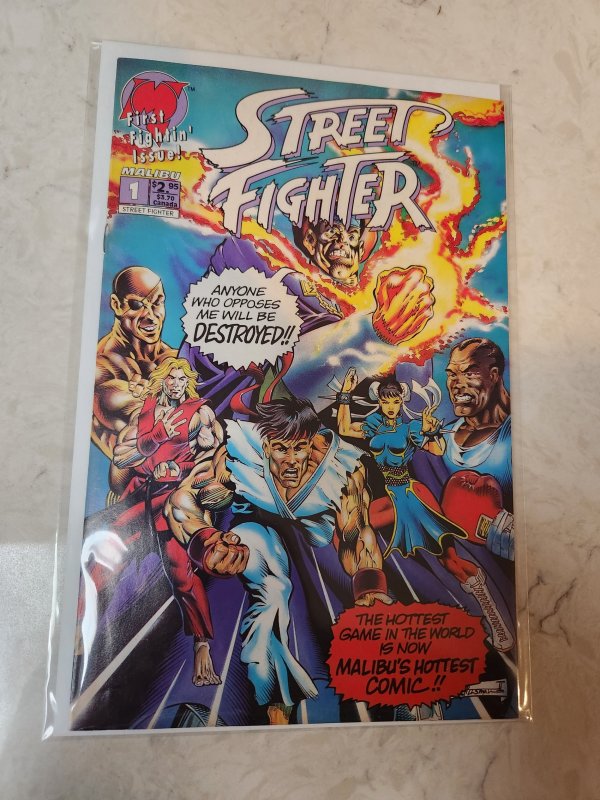 First
Fightin'
Issue!
MALIBU
1
$2.95
$3.70
Canada
STREET FIGHTER
STREET
FIGHTER
ANYONE
WHO OPPOSES
ME WILL BE
DESTROYED!!
THE HOTTEST
GAME IN THE WORLD
IS NOW
MALIBU'S HOTTEST
COMIC!!